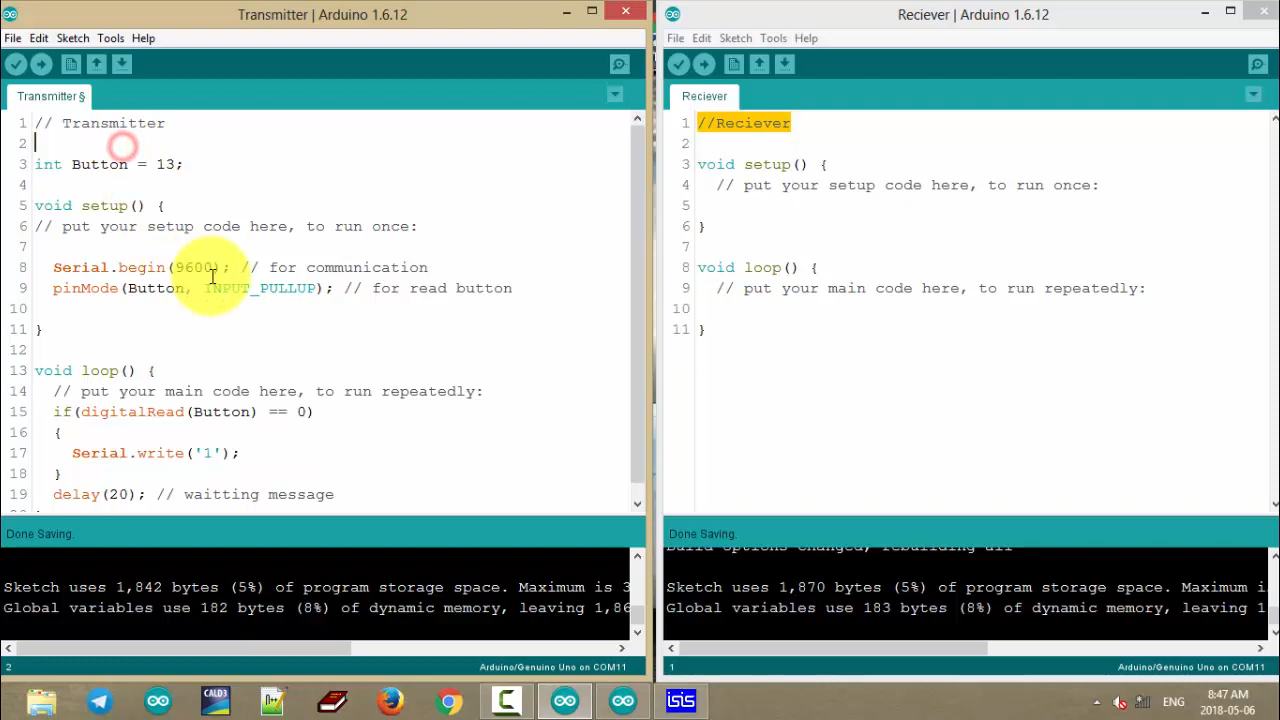 Transmitter | Arduino 1.6.12
File Edit Sketch Tools Help
Transmitter §
1 // Transmitter
2
3 int Button = 13;
4
5 void setup() {
6 // put your setup code here, to run once:
7
8 Serial.begin(9600); // for communication
9 pinMode(Button, INPUT_PULLUP); // for read button
10
11 }
12
13 void loop() {
14 // put your main code here, to run repeatedly:
15 if(digitalRead(Button) == 0)
16 {
17 Serial.write('1');
18 }
19 delay(20); // waitting message
Done Saving.
Sketch uses 1,842 bytes (5%) of program storage space. Maximum is 3
Global variables use 182 bytes (8%) of dynamic memory, leaving 1,86
2 Arduino/Genuino Uno on COM11
Reciever | Arduino 1.6.12
File Edit Sketch Tools Help
Reciever
1 //Reciever
2
3 void setup() {
4 // put your setup code here, to run once:
5
6 }
7
8 void loop() {
9 // put your main code here, to run repeatedly:
10
11 }
Done Saving.
Build options changed, rebuilding all
Sketch uses 1,870 bytes (5%) of program storage space. Maximum i
Global variables use 183 bytes (8%) of dynamic memory, leaving 1
1 Arduino/Genuino Uno on COM11
CALD3
isis
ENG
8:47 AM
2018-05-06